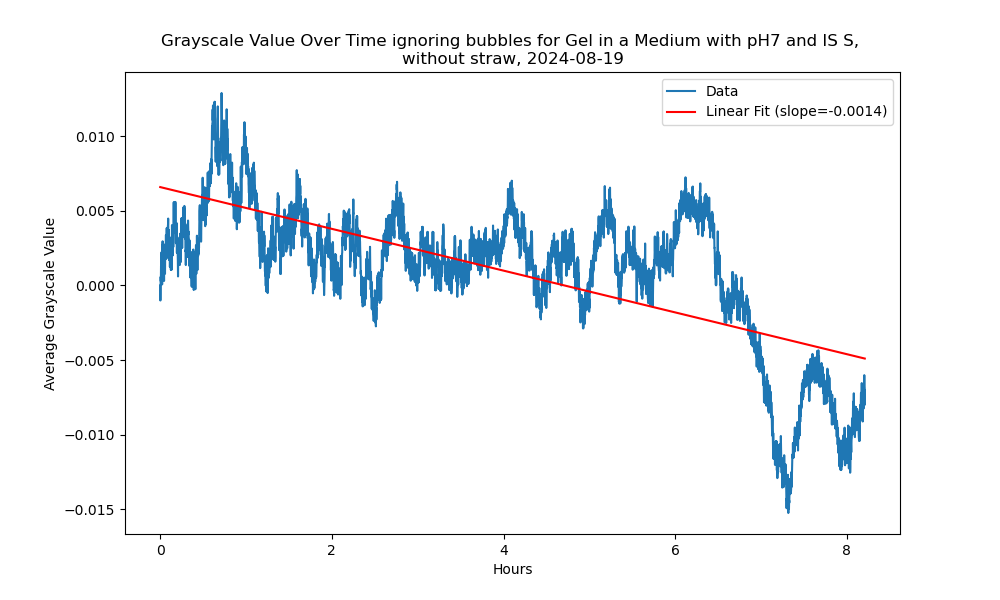 Grayscale Value Over Time ignoring bubbles for Gel in a Medium with pH7 and IS S,
without straw, 2024-08-19
Data
Linear Fit (slope=-0.0014)
Average Grayscale Value
0.010
0.005
0.000
−0.005
−0.010
−0.015
0 2 4 6 8
Hours